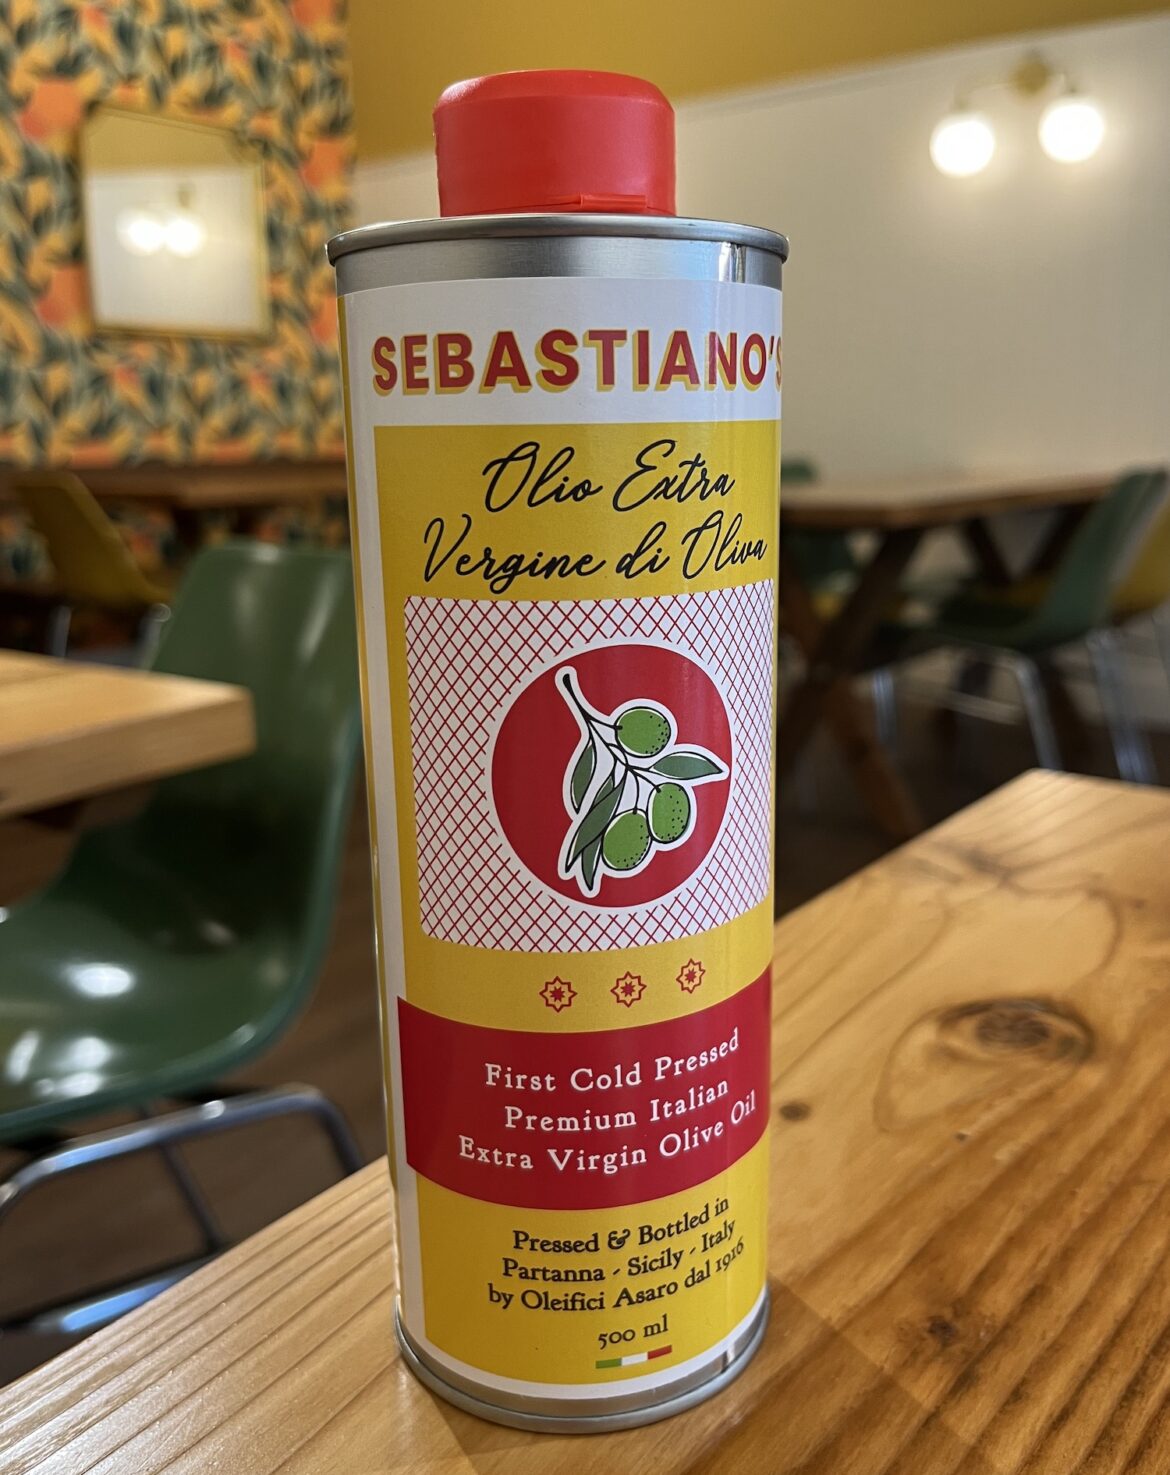 SEBASTIANO'S
Olio Extra
Vergine di Oliva
First Cold Pressed
Premium Italian
Extra Virgin Olive Oil
Pressed & Bottled in
Partanna - Sicily - Italy
by Oleifici Asaro dal 1916
500 ml